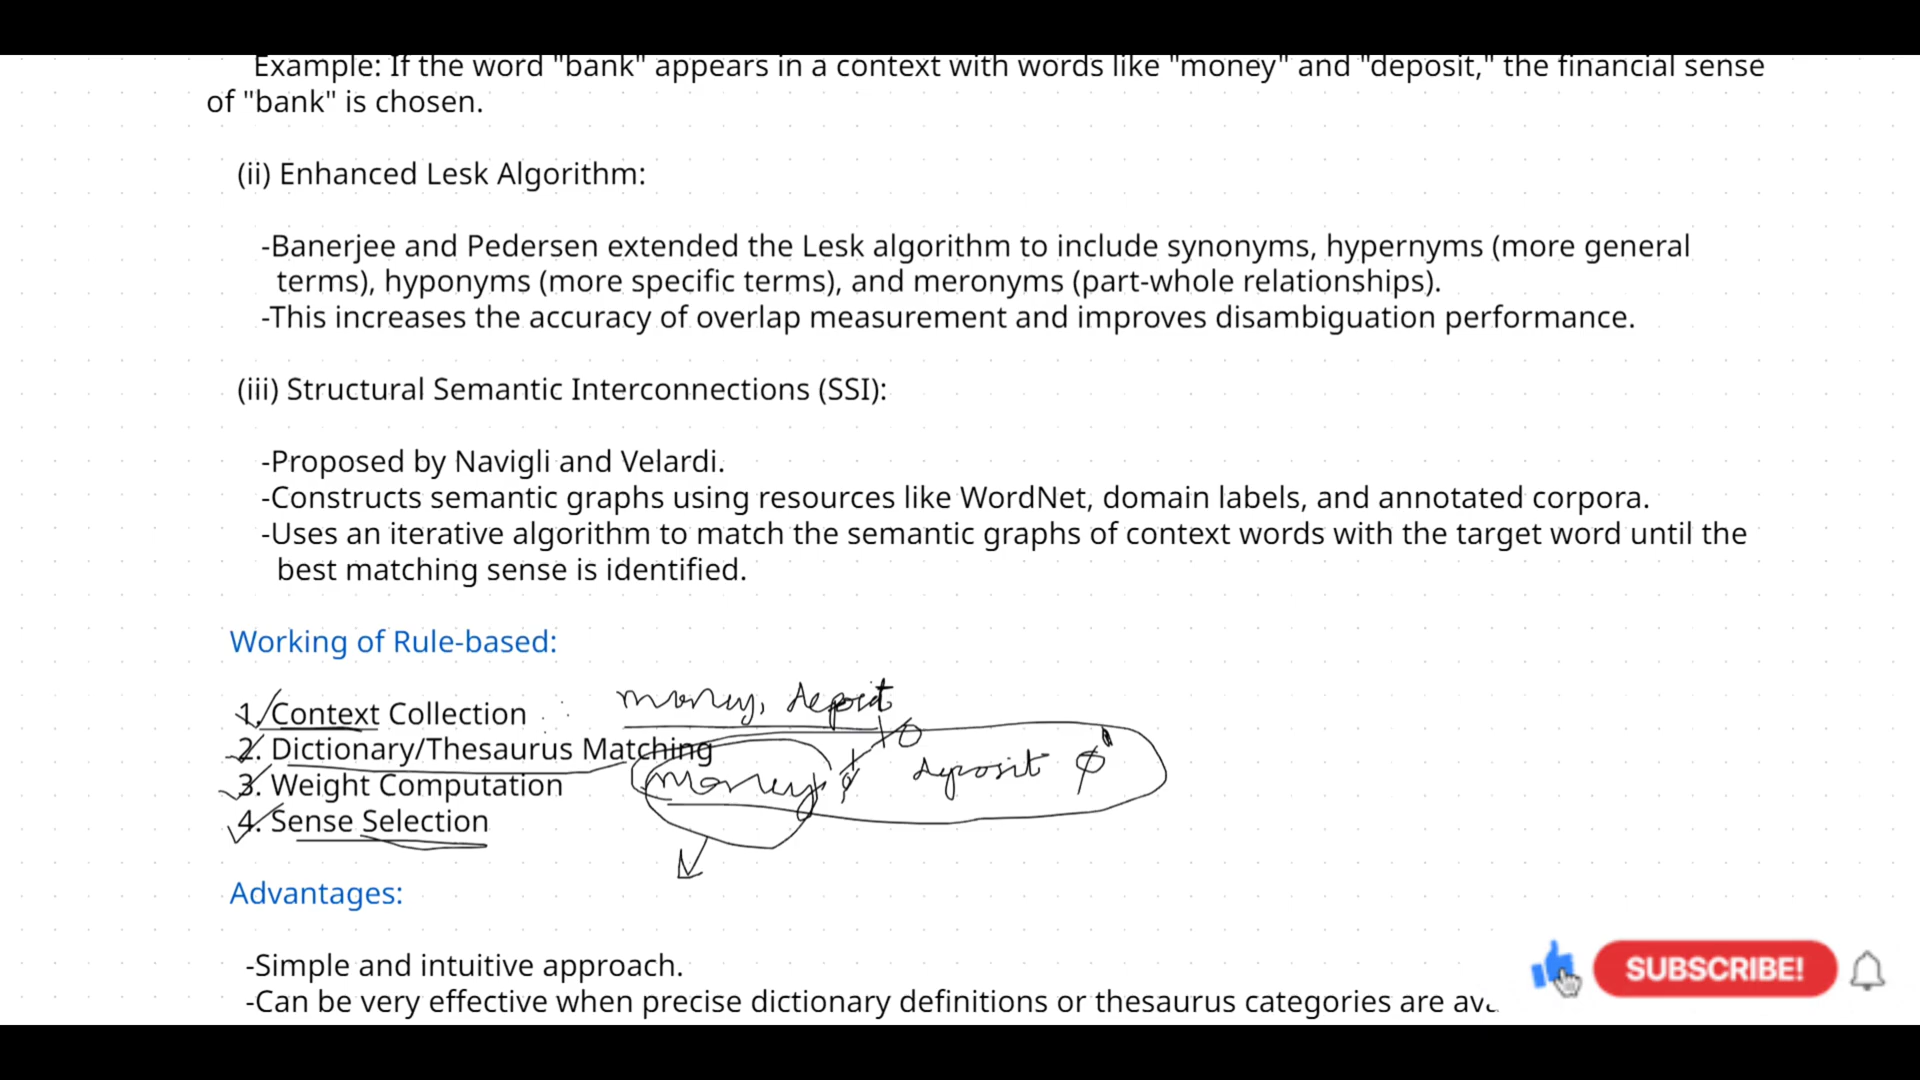 Example: If the word "bank" appears in a context with words like "money" and "deposit," the financial sense
of "bank" is chosen.
(ii) Enhanced Lesk Algorithm:
-Banerjee and Pedersen extended the Lesk algorithm to include synonyms, hypernyms (more general
terms), hyponyms (more specific terms), and meronyms (part-whole relationships).
-This increases the accuracy of overlap measurement and improves disambiguation performance.
(iii) Structural Semantic Interconnections (SSI):
-Proposed by Navigli and Velardi.
-Constructs semantic graphs using resources like WordNet, domain labels, and annotated corpora.
-Uses an iterative algorithm to match the semantic graphs of context words with the target word until the
best matching sense is identified.
Working of Rule-based:
1. Context Collection money, deposit
2. Dictionary/Thesaurus Matching
money deposit
3. Weight Computation
4. Sense Selection
Advantages:
-Simple and intuitive approach.
-Can be very effective when precise dictionary definitions or thesaurus categories are
SUBSCRIBE!